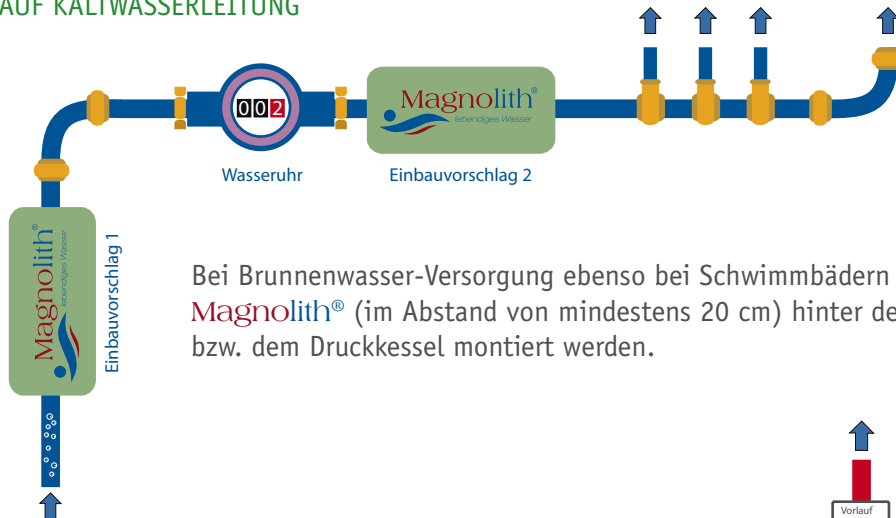 AUF KALTWASSERLEITUNG
002
Magnolith®
lebendiges Wasser
Wasseruhr
Einbauvorschlag 2
Magnolith®
lebendiges Wasser
Einbauvorschlag 1
Bei Brunnenwasser-Versorgung ebenso bei Schwimmbädern
Magnolith® (im Abstand von mindestens 20 cm) hinter de
bzw. dem Druckkessel montiert werden.
Vorlauf